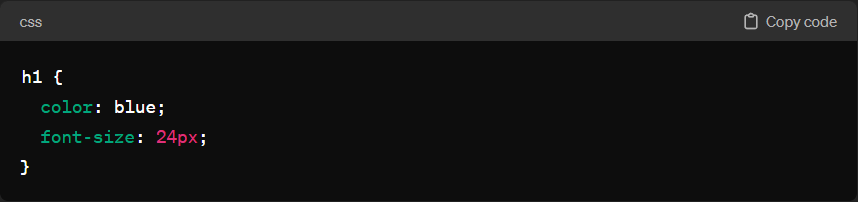 css
Copy code
h1 {
  color: blue;
  font-size: 24px;
}